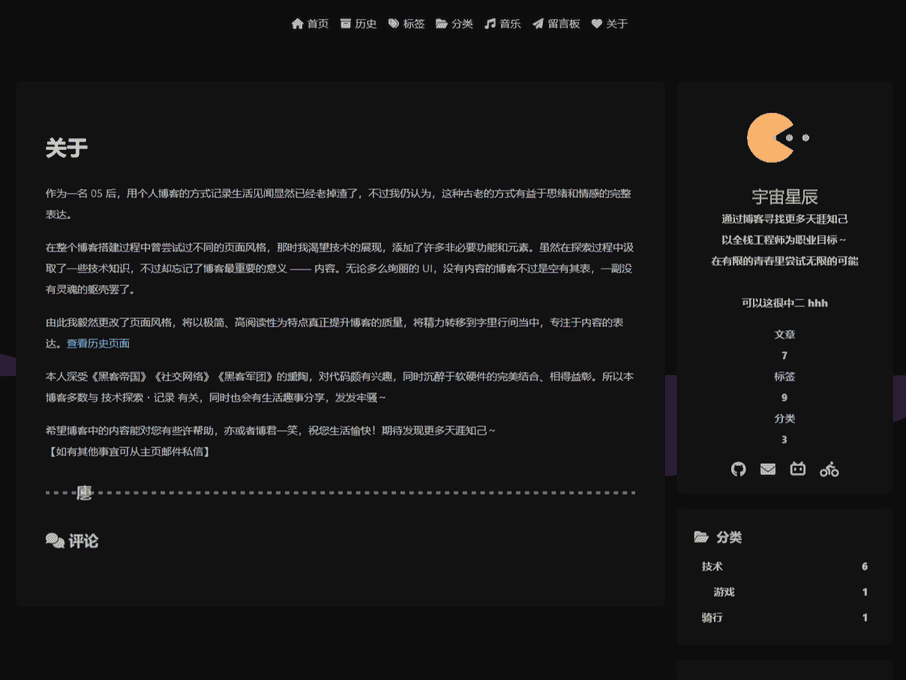 首页 历史 标签 分类 音乐 留言板 关于
关于
作为一名 05 后，用个人博客的方式记录生活见闻显然已经老掉渣了，不过我仍认为，这种古老的方式有益于思绪和情感的完整
表达。
在整个博客搭建过程中曾尝试过不同的页面风格，那时我渴望技术的展现，添加了许多非必要功能和元素。虽然在探索过程中汲
取了一些技术知识，不过却忘记了博客最重要的意义 —— 内容。无论多么绚丽的 UI，没有内容的博客不过是空有其表，一副没
有灵魂的躯壳罢了。
由此我毅然更改了页面风格，将以极简、高阅读性为特点真正提升博客的质量，将精力转移到字里行间当中，专注于内容的表
达。查看历史页面
本人深受《黑客帝国》《社交网络》《黑客军团》的熏陶，对代码颇有兴趣，同时沉醉于软硬件的完美结合、相得益彰。所以本
博客多数与 技术探索 · 记录 有关，同时也会有生活趣事分享，发发牢骚～
希望博客中的内容能对您有些许帮助，亦或者博君一笑，祝您生活愉快！期待发现更多天涯知己～
【如有其他事宜可从主页邮件私信】
评论
宇宙星辰
通过博客寻找更多天涯知己
以全栈工程师为职业目标～
在有限的青春里尝试无限的可能
可以这很中二 hhh
文章
7
标签
9
分类
3
分类
技术 6
游戏 1
骑行 1